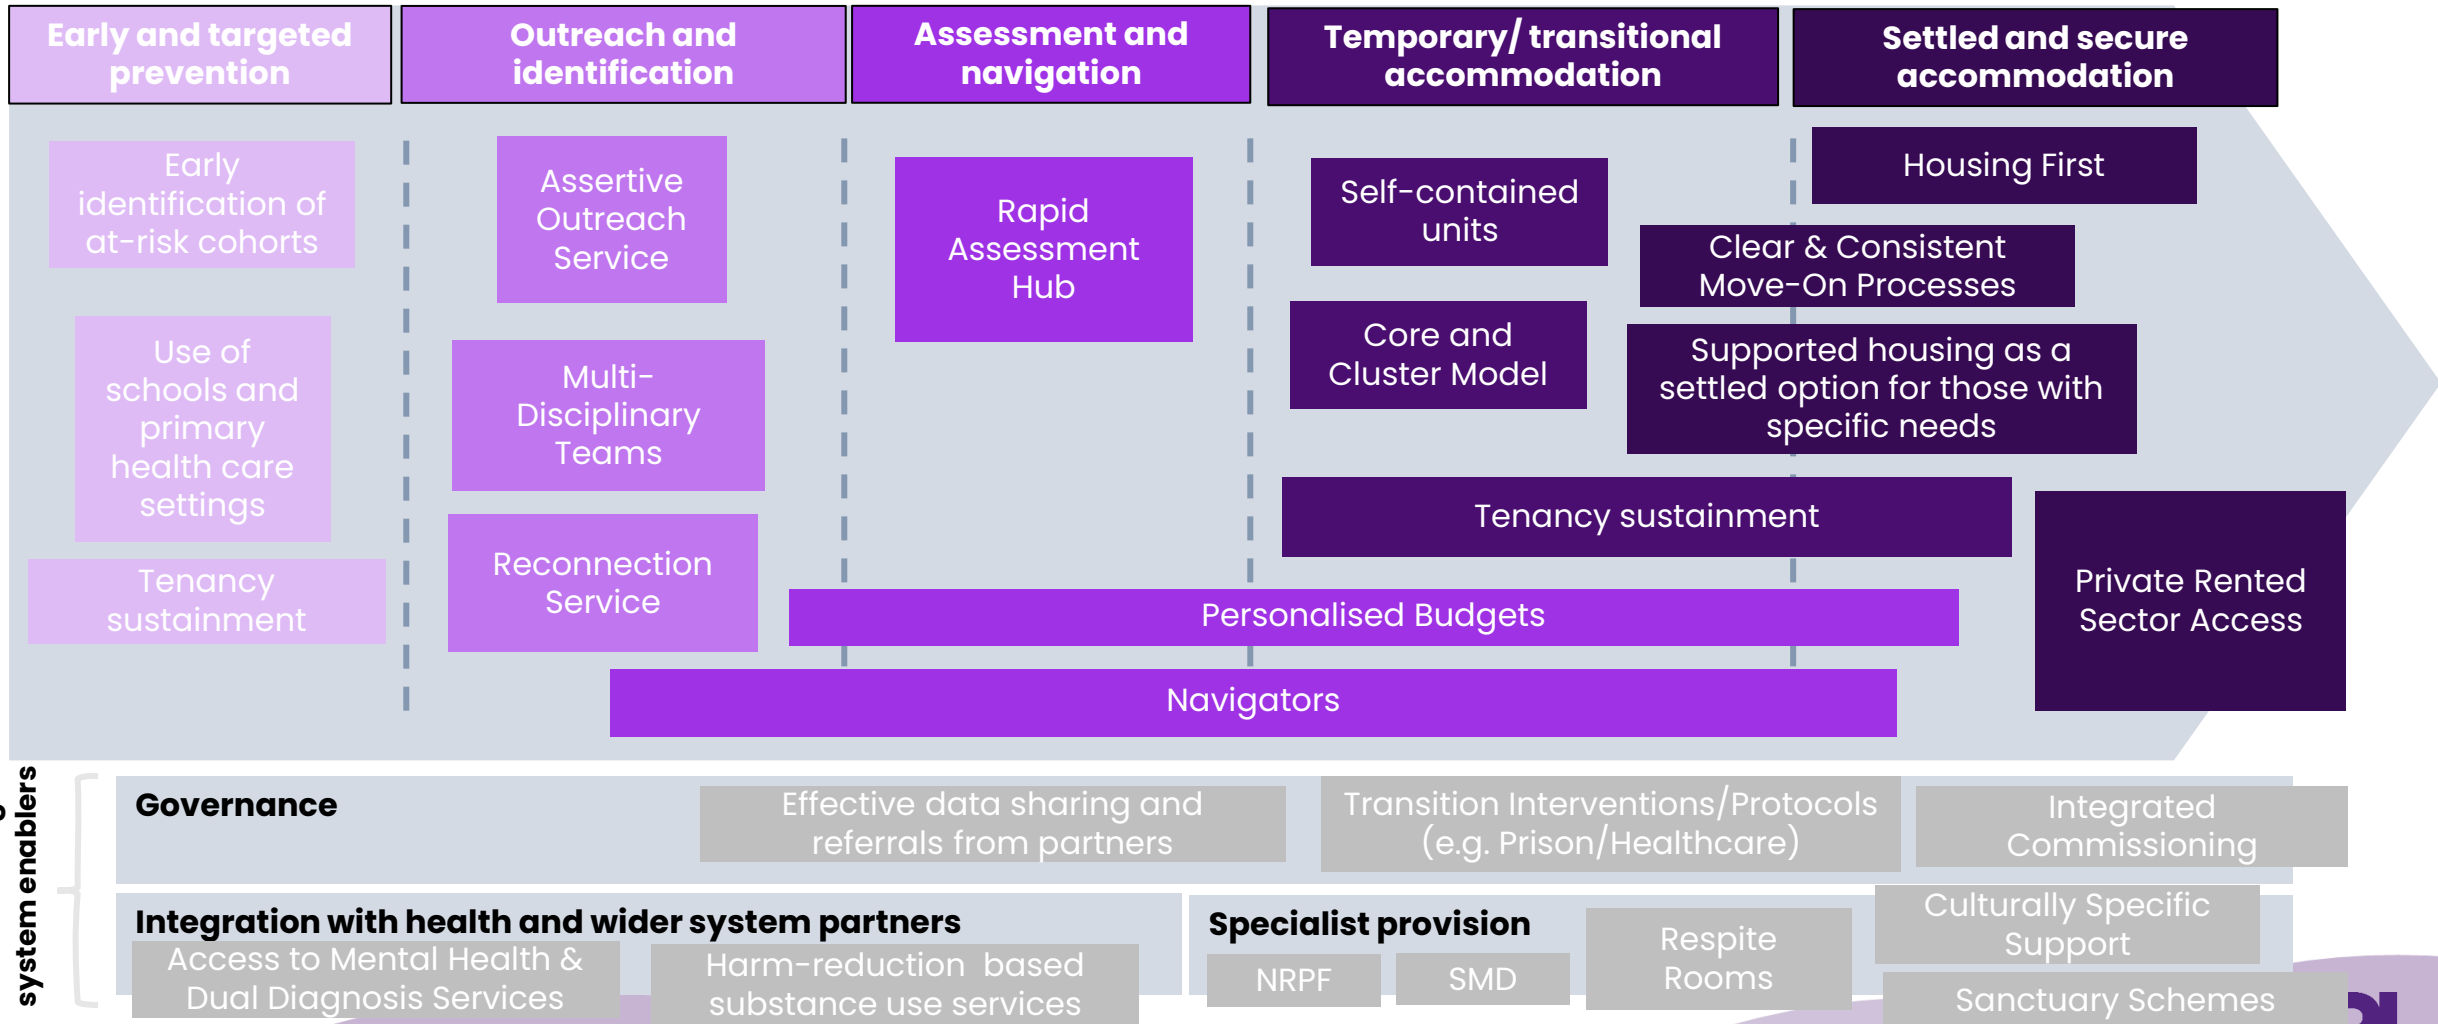 Early and targeted
prevention
Outreach and
identification
Assessment and
navigation
Temporary/ transitional
accommodation
Settled and secure
accommodation
Early
identification of
at-risk cohorts
Use of
schools and
primary
health care
settings
Tenancy
sustainment
Assertive
Outreach
Service
Multi-
Disciplinary
Teams
Reconnection
Service
Rapid
Assessment
Hub
Self-contained
units
Core and
Cluster Model
Housing First
Clear & Consistent
Move-On Processes
Supported housing as a
settled option for those with
specific needs
Tenancy sustainment
Private Rented
Sector Access
Personalised Budgets
Navigators
system enablers
Governance
Effective data sharing and
referrals from partners
Transition Interventions/Protocols
(e.g. Prison/Healthcare)
Integrated
Commissioning
Integration with health and wider system partners
Access to Mental Health &
Dual Diagnosis Services
Harm-reduction based
substance use services
Specialist provision
NRPF
SMD
Respite
Rooms
Culturally Specific
Support
Sanctuary Schemes